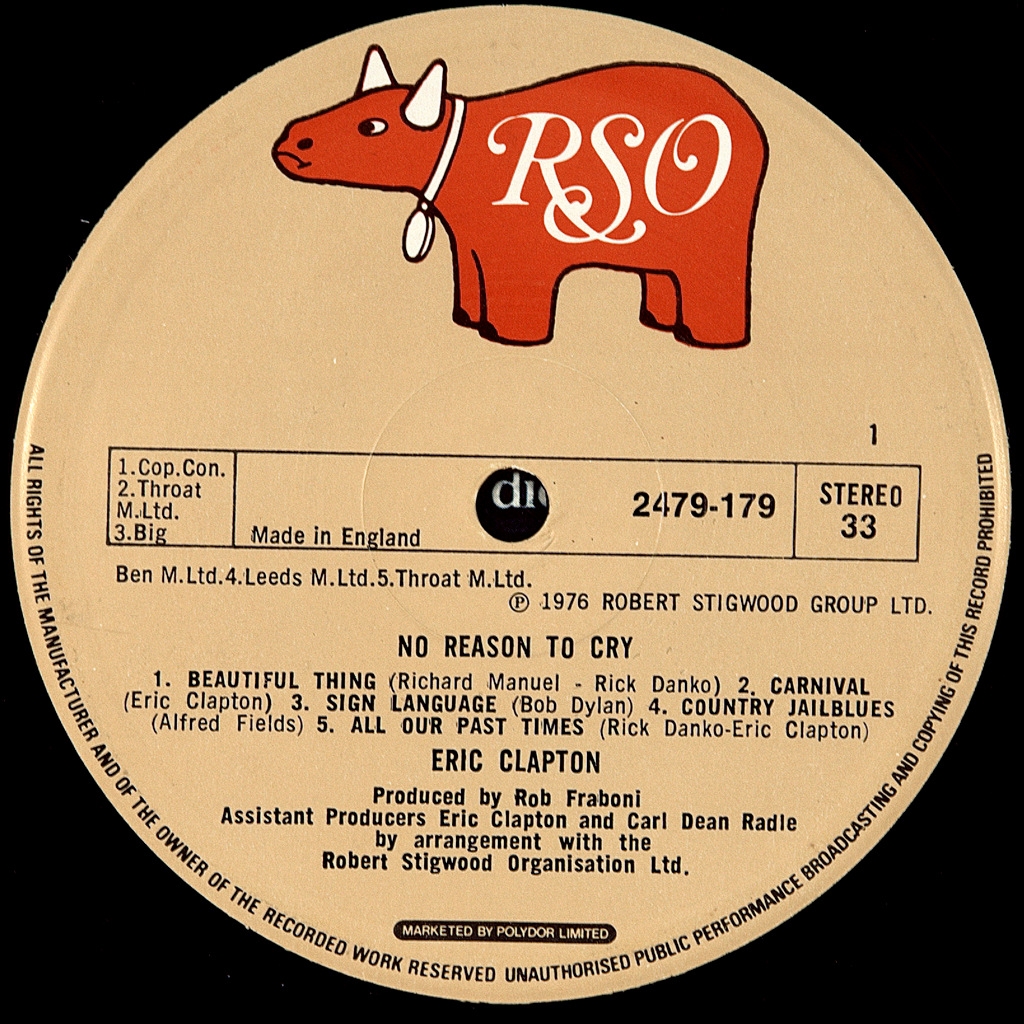 RSO
1
1.Cop.Con.
2.Throat
M.Ltd.
3.Big
Made in England
2479-179
STEREO
33
Ben M.Ltd.4.Leeds M.Ltd.5.Throat M.Ltd.
℗ 1976 ROBERT STIGWOOD GROUP LTD.
NO REASON TO CRY
1. BEAUTIFUL THING (Richard Manuel - Rick Danko) 2. CARNIVAL
(Eric Clapton) 3. SIGN LANGUAGE (Bob Dylan) 4. COUNTRY JAILBLUES
(Alfred Fields) 5. ALL OUR PAST TIMES (Rick Danko-Eric Clapton)
ERIC CLAPTON
Produced by Rob Fraboni
Assistant Producers Eric Clapton and Carl Dean Radle
by arrangement with the
Robert Stigwood Organisation Ltd.
MARKETED BY POLYDOR LIMITED
ALL RIGHTS OF THE MANUFACTURER AND OF THE OWNER OF THE RECORDED WORK RESERVED UNAUTHORISED PUBLIC PERFORMANCE BROADCASTING AND COPYING OF THIS RECORD PROHIBITED